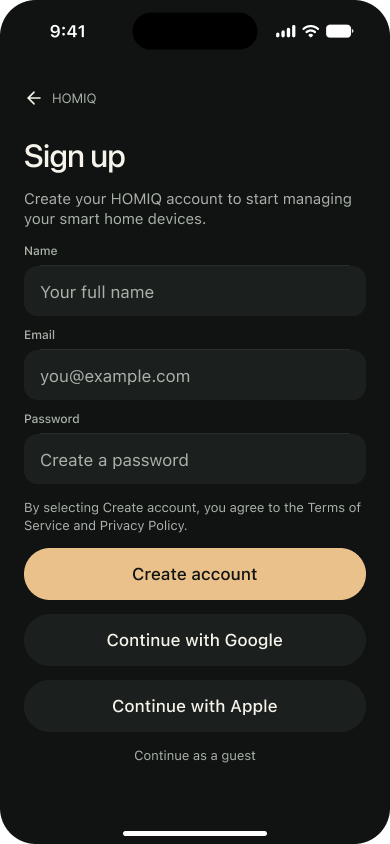 9:41
HOMIQ
Sign up
Create your HOMIQ account to start managing
your smart home devices.
Name
Your full name
Email
you@example.com
Password
Create a password
By selecting Create account, you agree to the Terms of
Service and Privacy Policy.
Create account
Continue with Google
Continue with Apple
Continue as a guest